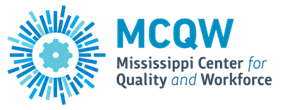 MCQW
Mississippi Center for
Quality and Workforce